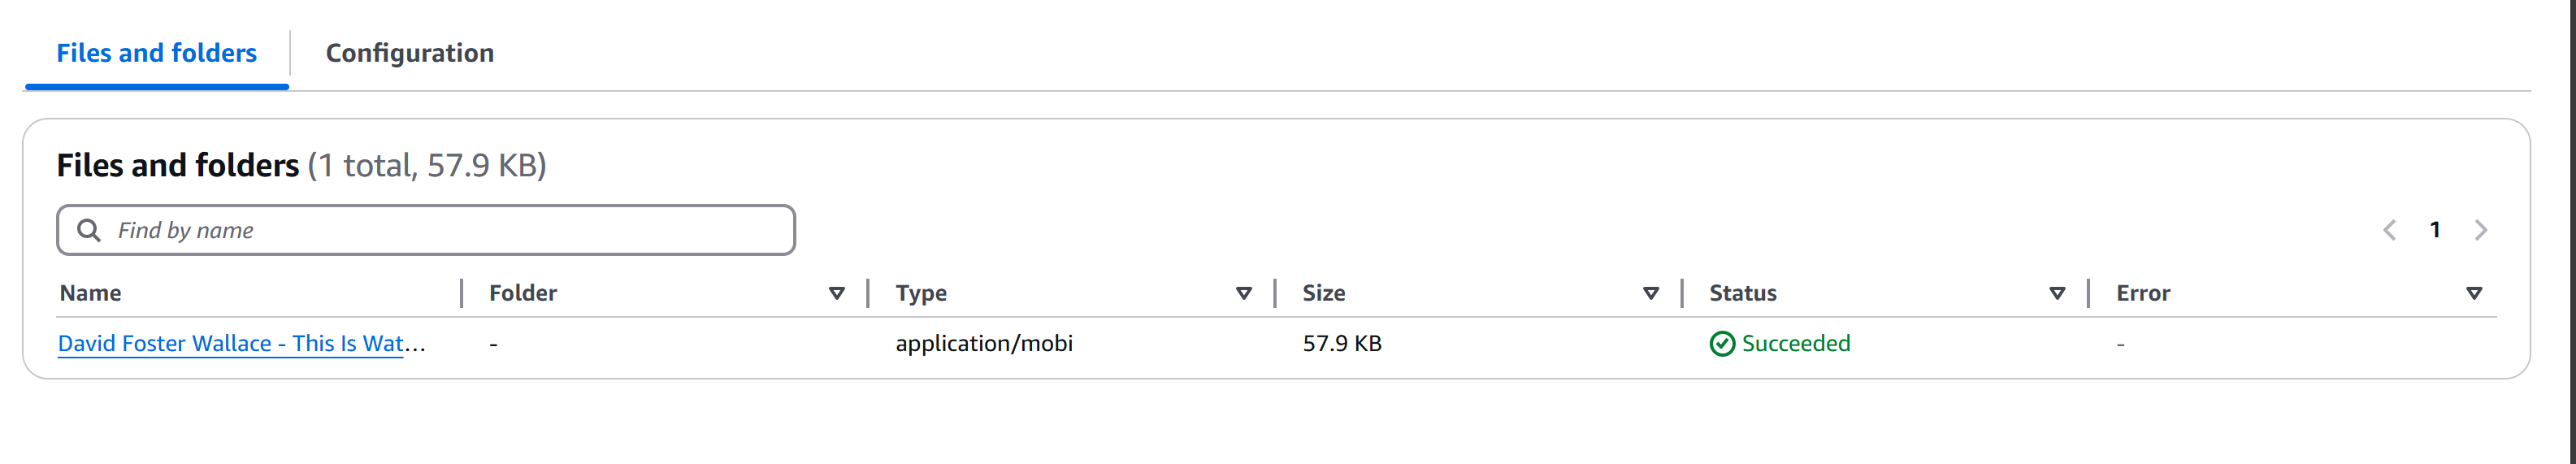 Files and folders Configuration
Files and folders (1 total, 57.9 KB)
Find by name
1
Name Folder Type Size Status Error
David Foster Wallace - This Is Wat... - application/mobi 57.9 KB Succeeded -